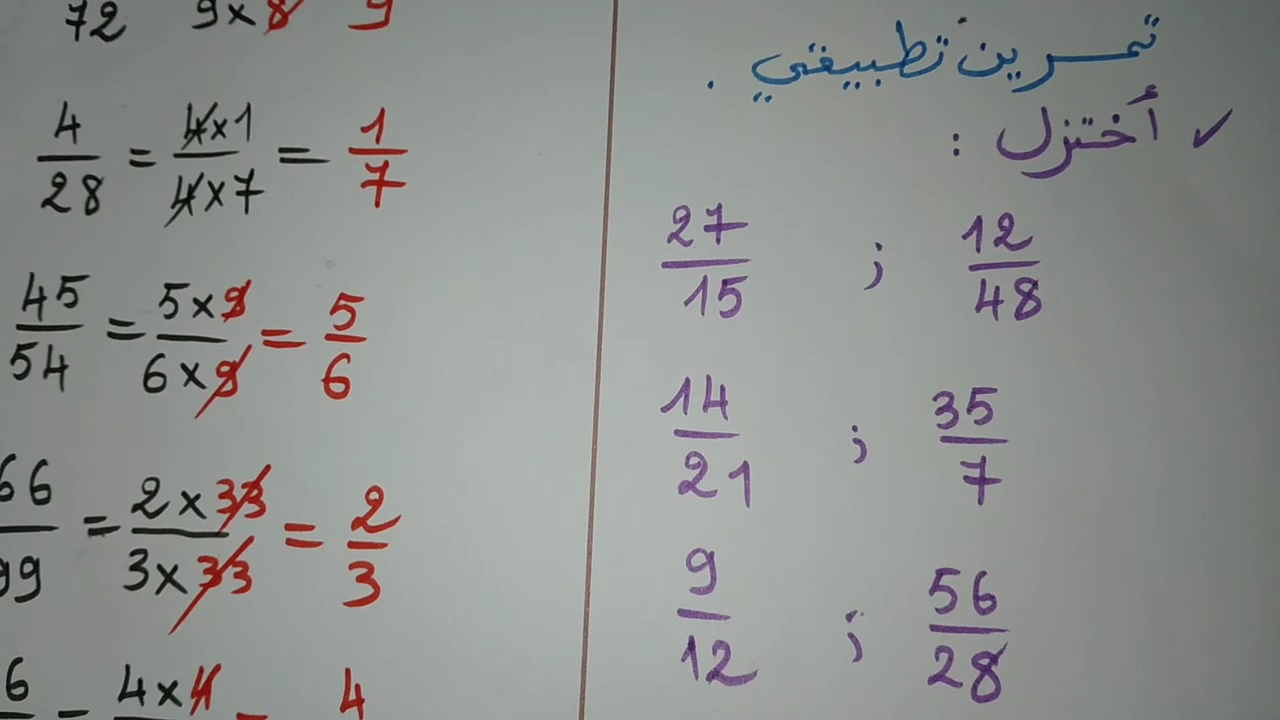 72 9×8 9
4/28 = 4×1/4×7 = 1/7
45/54 = 5×9/6×9 = 5/6
66/99 = 2×33/3×33 = 2/3
6 = 4×4 = 4
تمرين تطبيقي .
✓ أختزل :
12/48 ; 27/15
35/7 ; 14/21
56/28 ; 9/12